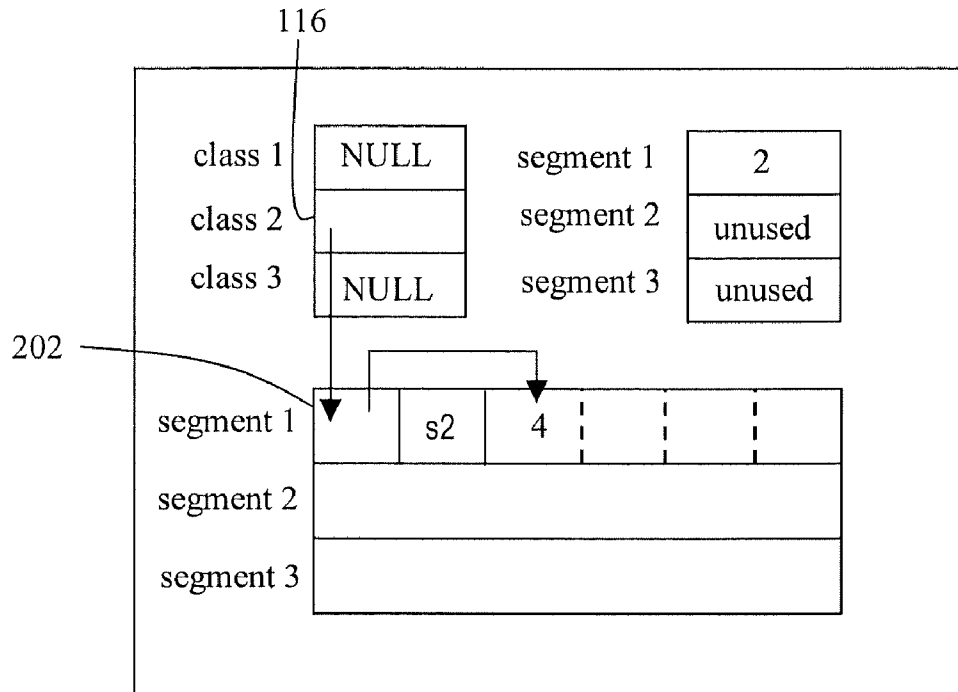 116
class 1 NULL segment 1 2
class 2 segment 2 unused
class 3 NULL segment 3 unused
202
segment 1 s2 4
segment 2
segment 3